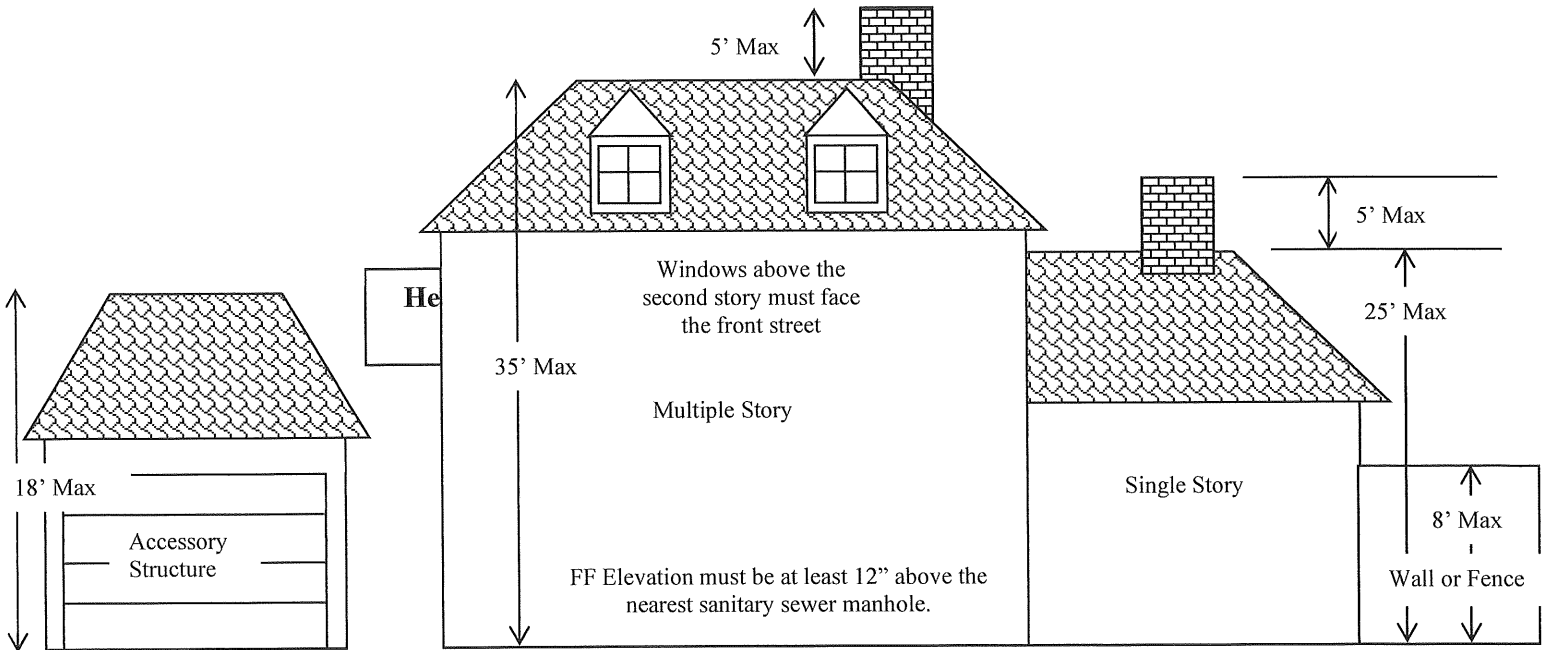 5’ Max
5’ Max
Windows above the
second story must face
the front street
He
25’ Max
35’ Max
Multiple Story
18’ Max
Single Story
8’ Max
Accessory
Structure
FF Elevation must be at least 12” above the
nearest sanitary sewer manhole.
Wall or Fence